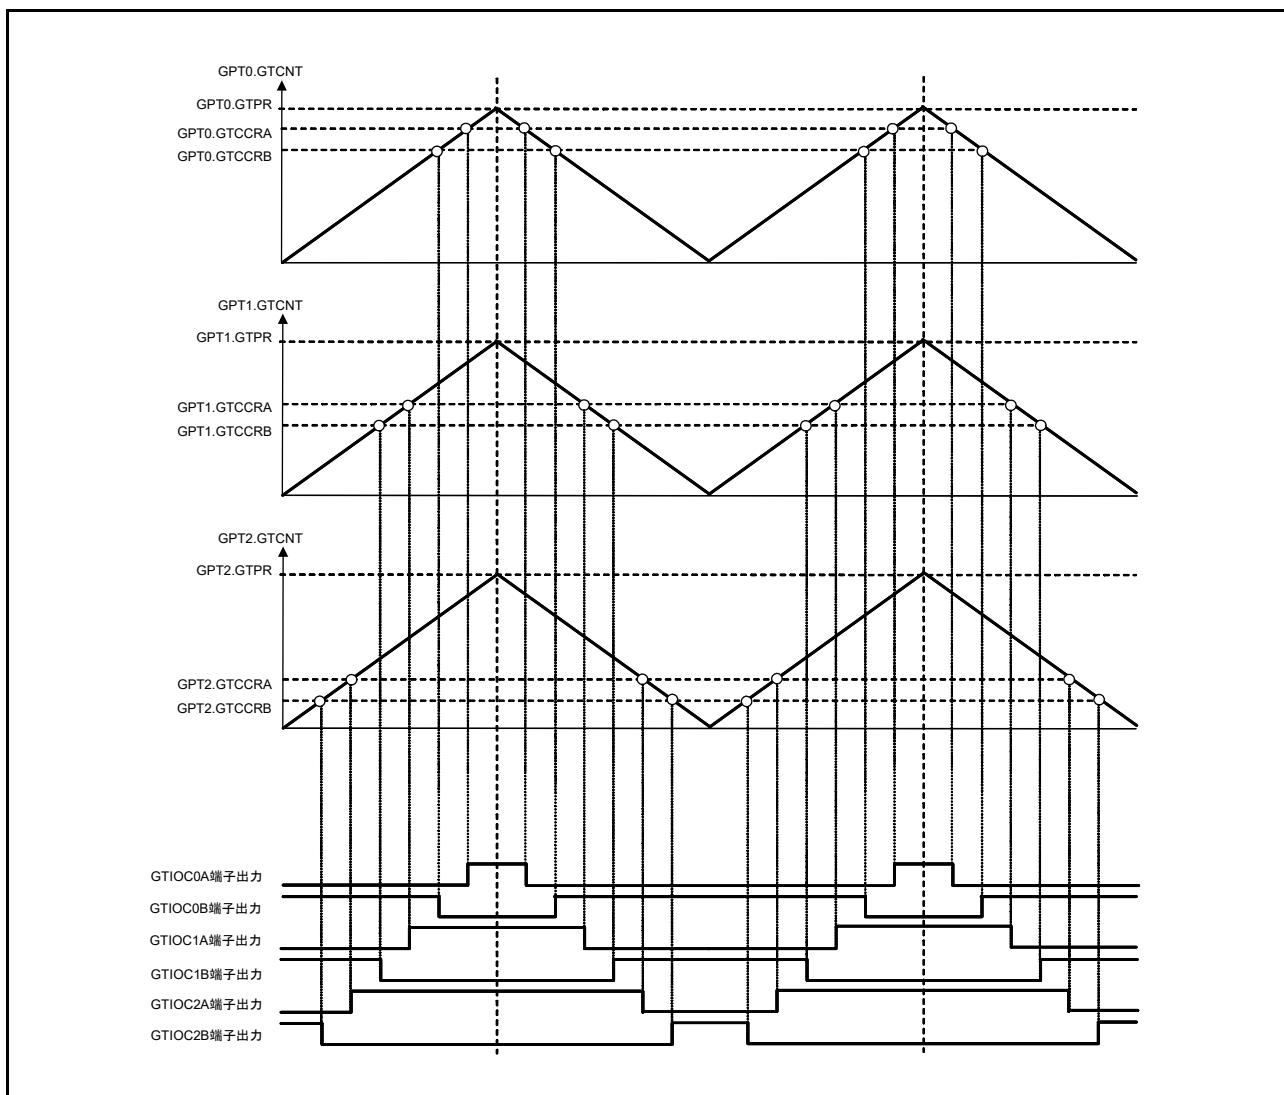 GPT0.GTCNT
GPT0.GTPR
GPT0.GTCCRA
GPT0.GTCCRB
GPT1.GTCNT
GPT1.GTPR
GPT1.GTCCRA
GPT1.GTCCRB
GPT2.GTCNT
GPT2.GTPR
GPT2.GTCCRA
GPT2.GTCCRB
GTIOC0A端子出力
GTIOC0B端子出力
GTIOC1A端子出力
GTIOC1B端子出力
GTIOC2A端子出力
GTIOC2B端子出力